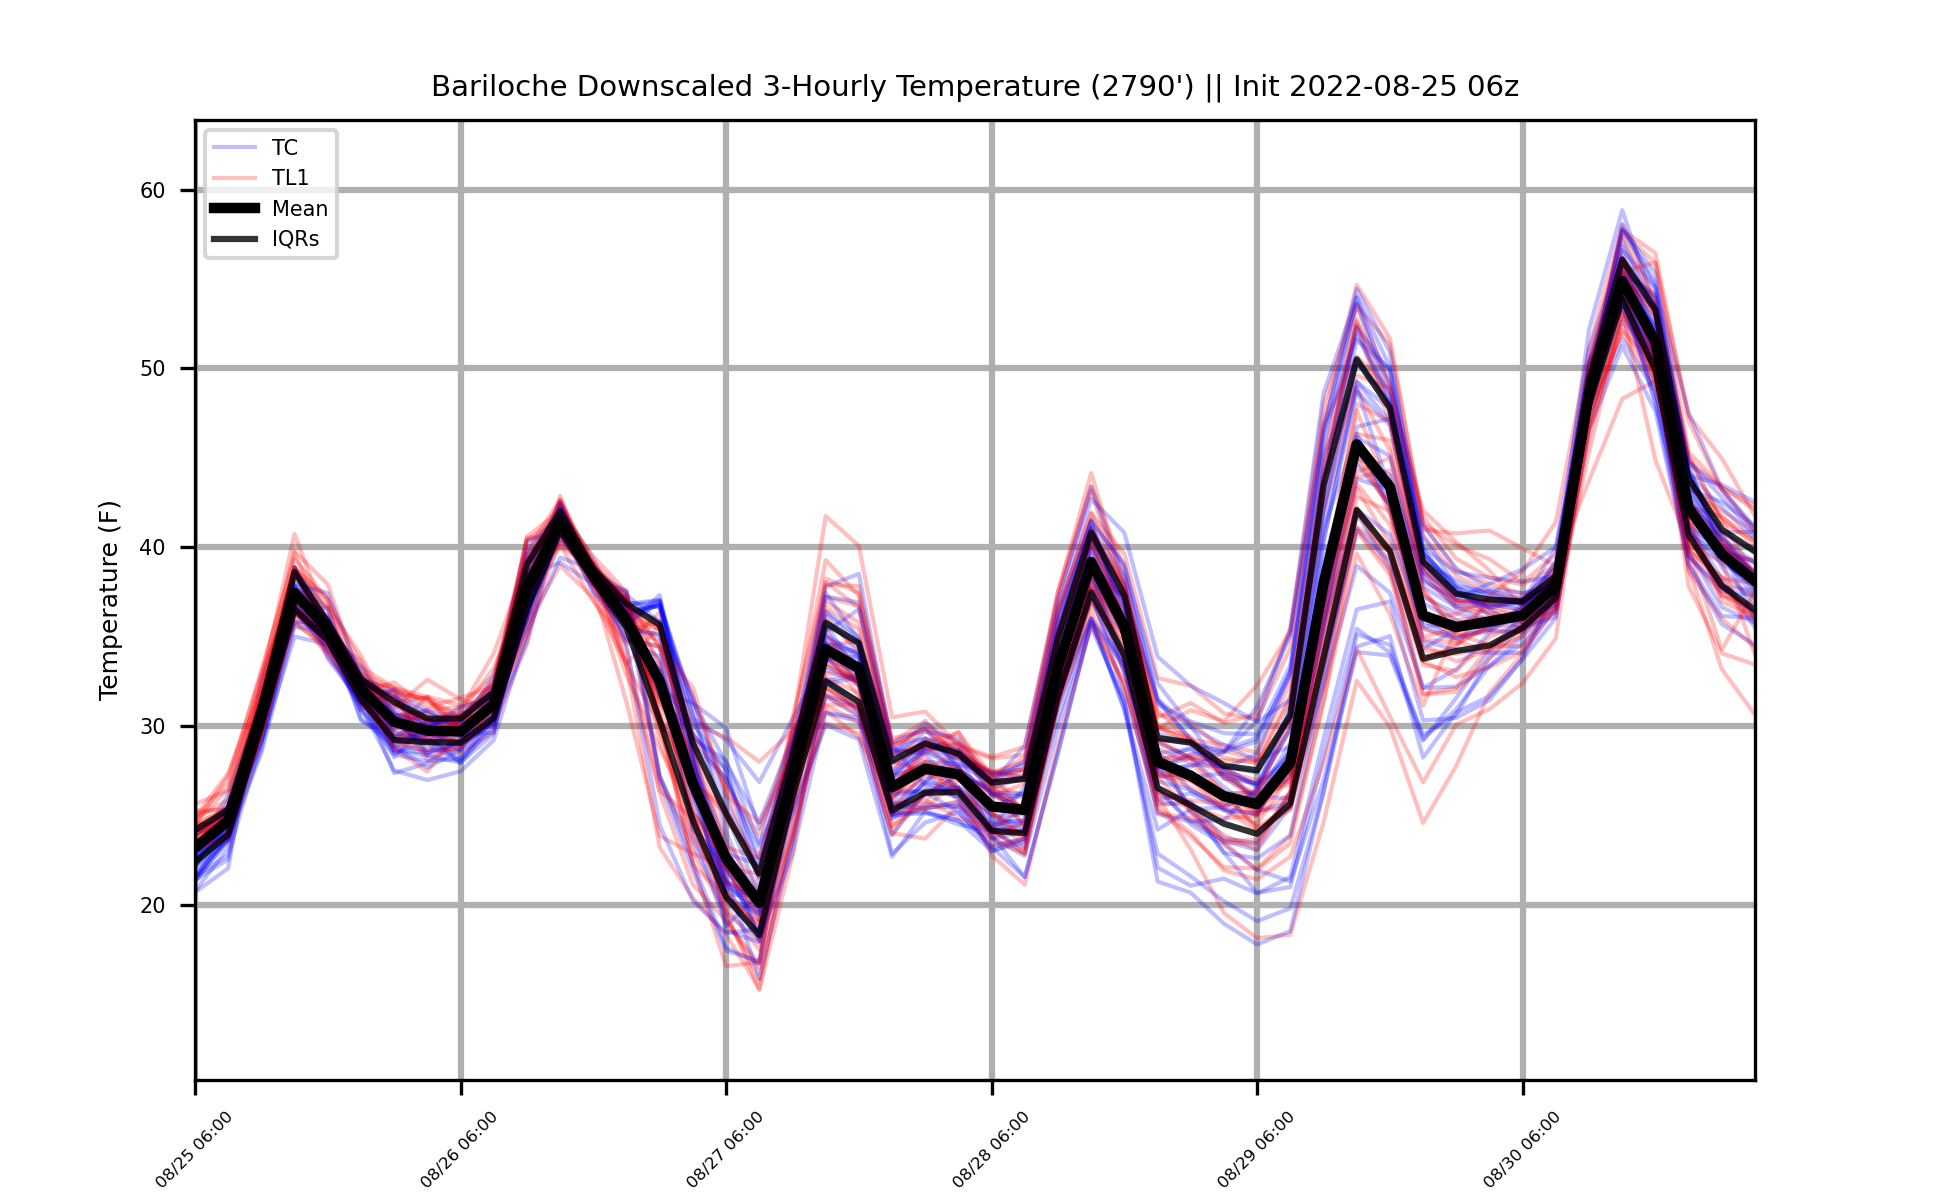 Bariloche Downscaled 3-Hourly Temperature (2790') || Init 2022-08-25 06z
TC
TL1
Mean
IQRs
Temperature (F)
60
50
40
30
20
08/25 06:00
08/26 06:00
08/27 06:00
08/28 06:00
08/29 06:00
08/30 06:00